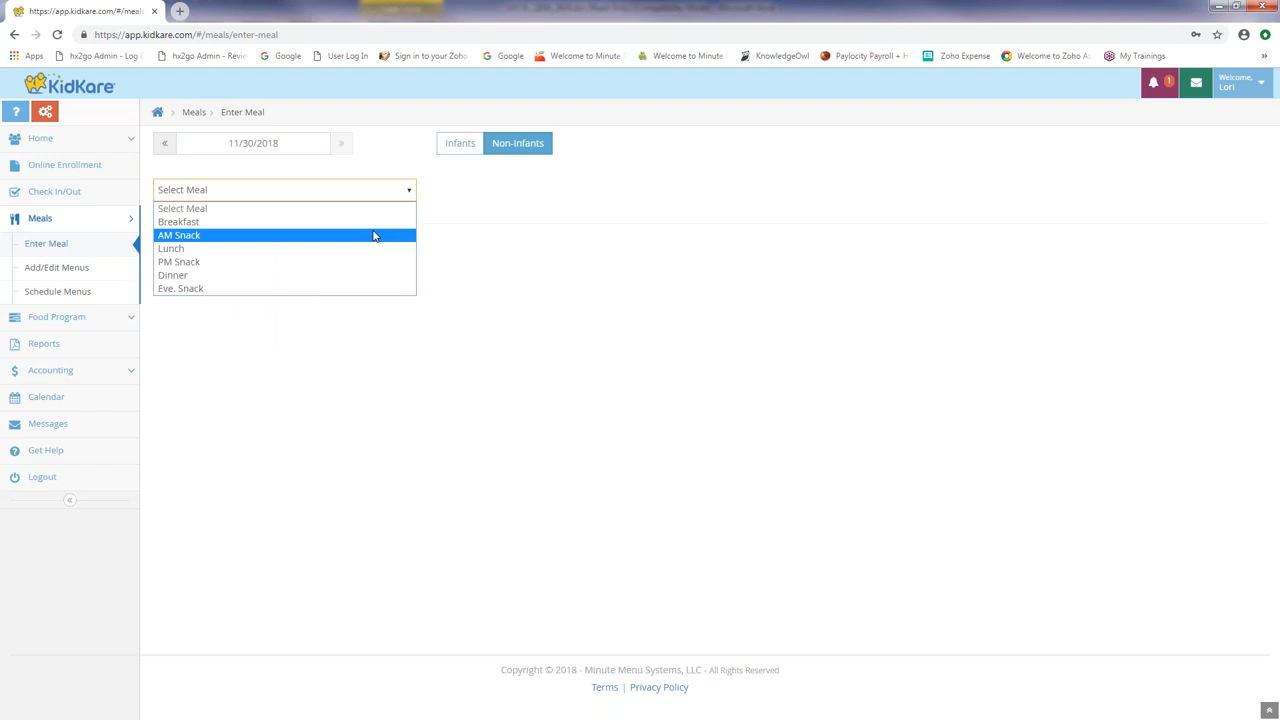 https://app.kidkare.com/#/meals
https://app.kidkare.com/#/meals/enter-meal
Apps
hx2go Admin - Log
hx2go Admin - Revie
Google
User Log In
Sign in to your Zoho
Google
Welcome to Minute
Welcome to Minute
KnowledgeOwl
Paylocity Payroll + H
Zoho Expense
Welcome to Zoho As
My Trainings
»
KidKare
1
Welcome,
Lori
?
Meals
Enter Meal
Home
Online Enrollment
Check In/Out
Meals
Enter Meal
Add/Edit Menus
Schedule Menus
Food Program
Reports
Accounting
Calendar
Messages
Get Help
Logout
«
11/30/2018
»
Infants
Non-Infants
Select Meal
Select Meal
Breakfast
AM Snack
Lunch
PM Snack
Dinner
Eve. Snack
Copyright © 2018 - Minute Menu Systems, LLC - All Rights Reserved
Terms | Privacy Policy